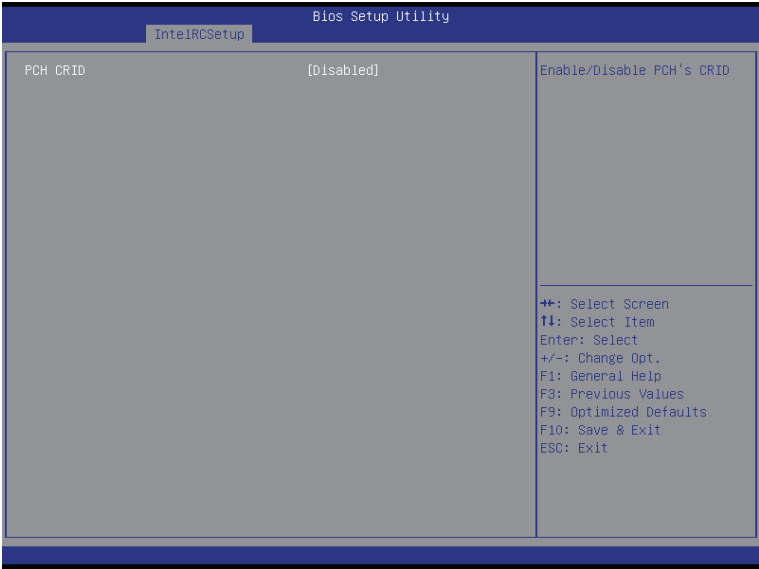 Bios Setup Utility
IntelRCSetup
PCH CRID [Disabled]
Enable/Disable PCH's CRID
→←: Select Screen
↑↓: Select Item
Enter: Select
+/-: Change Opt.
F1: General Help
F3: Previous Values
F9: Optimized Defaults
F10: Save & Exit
ESC: Exit